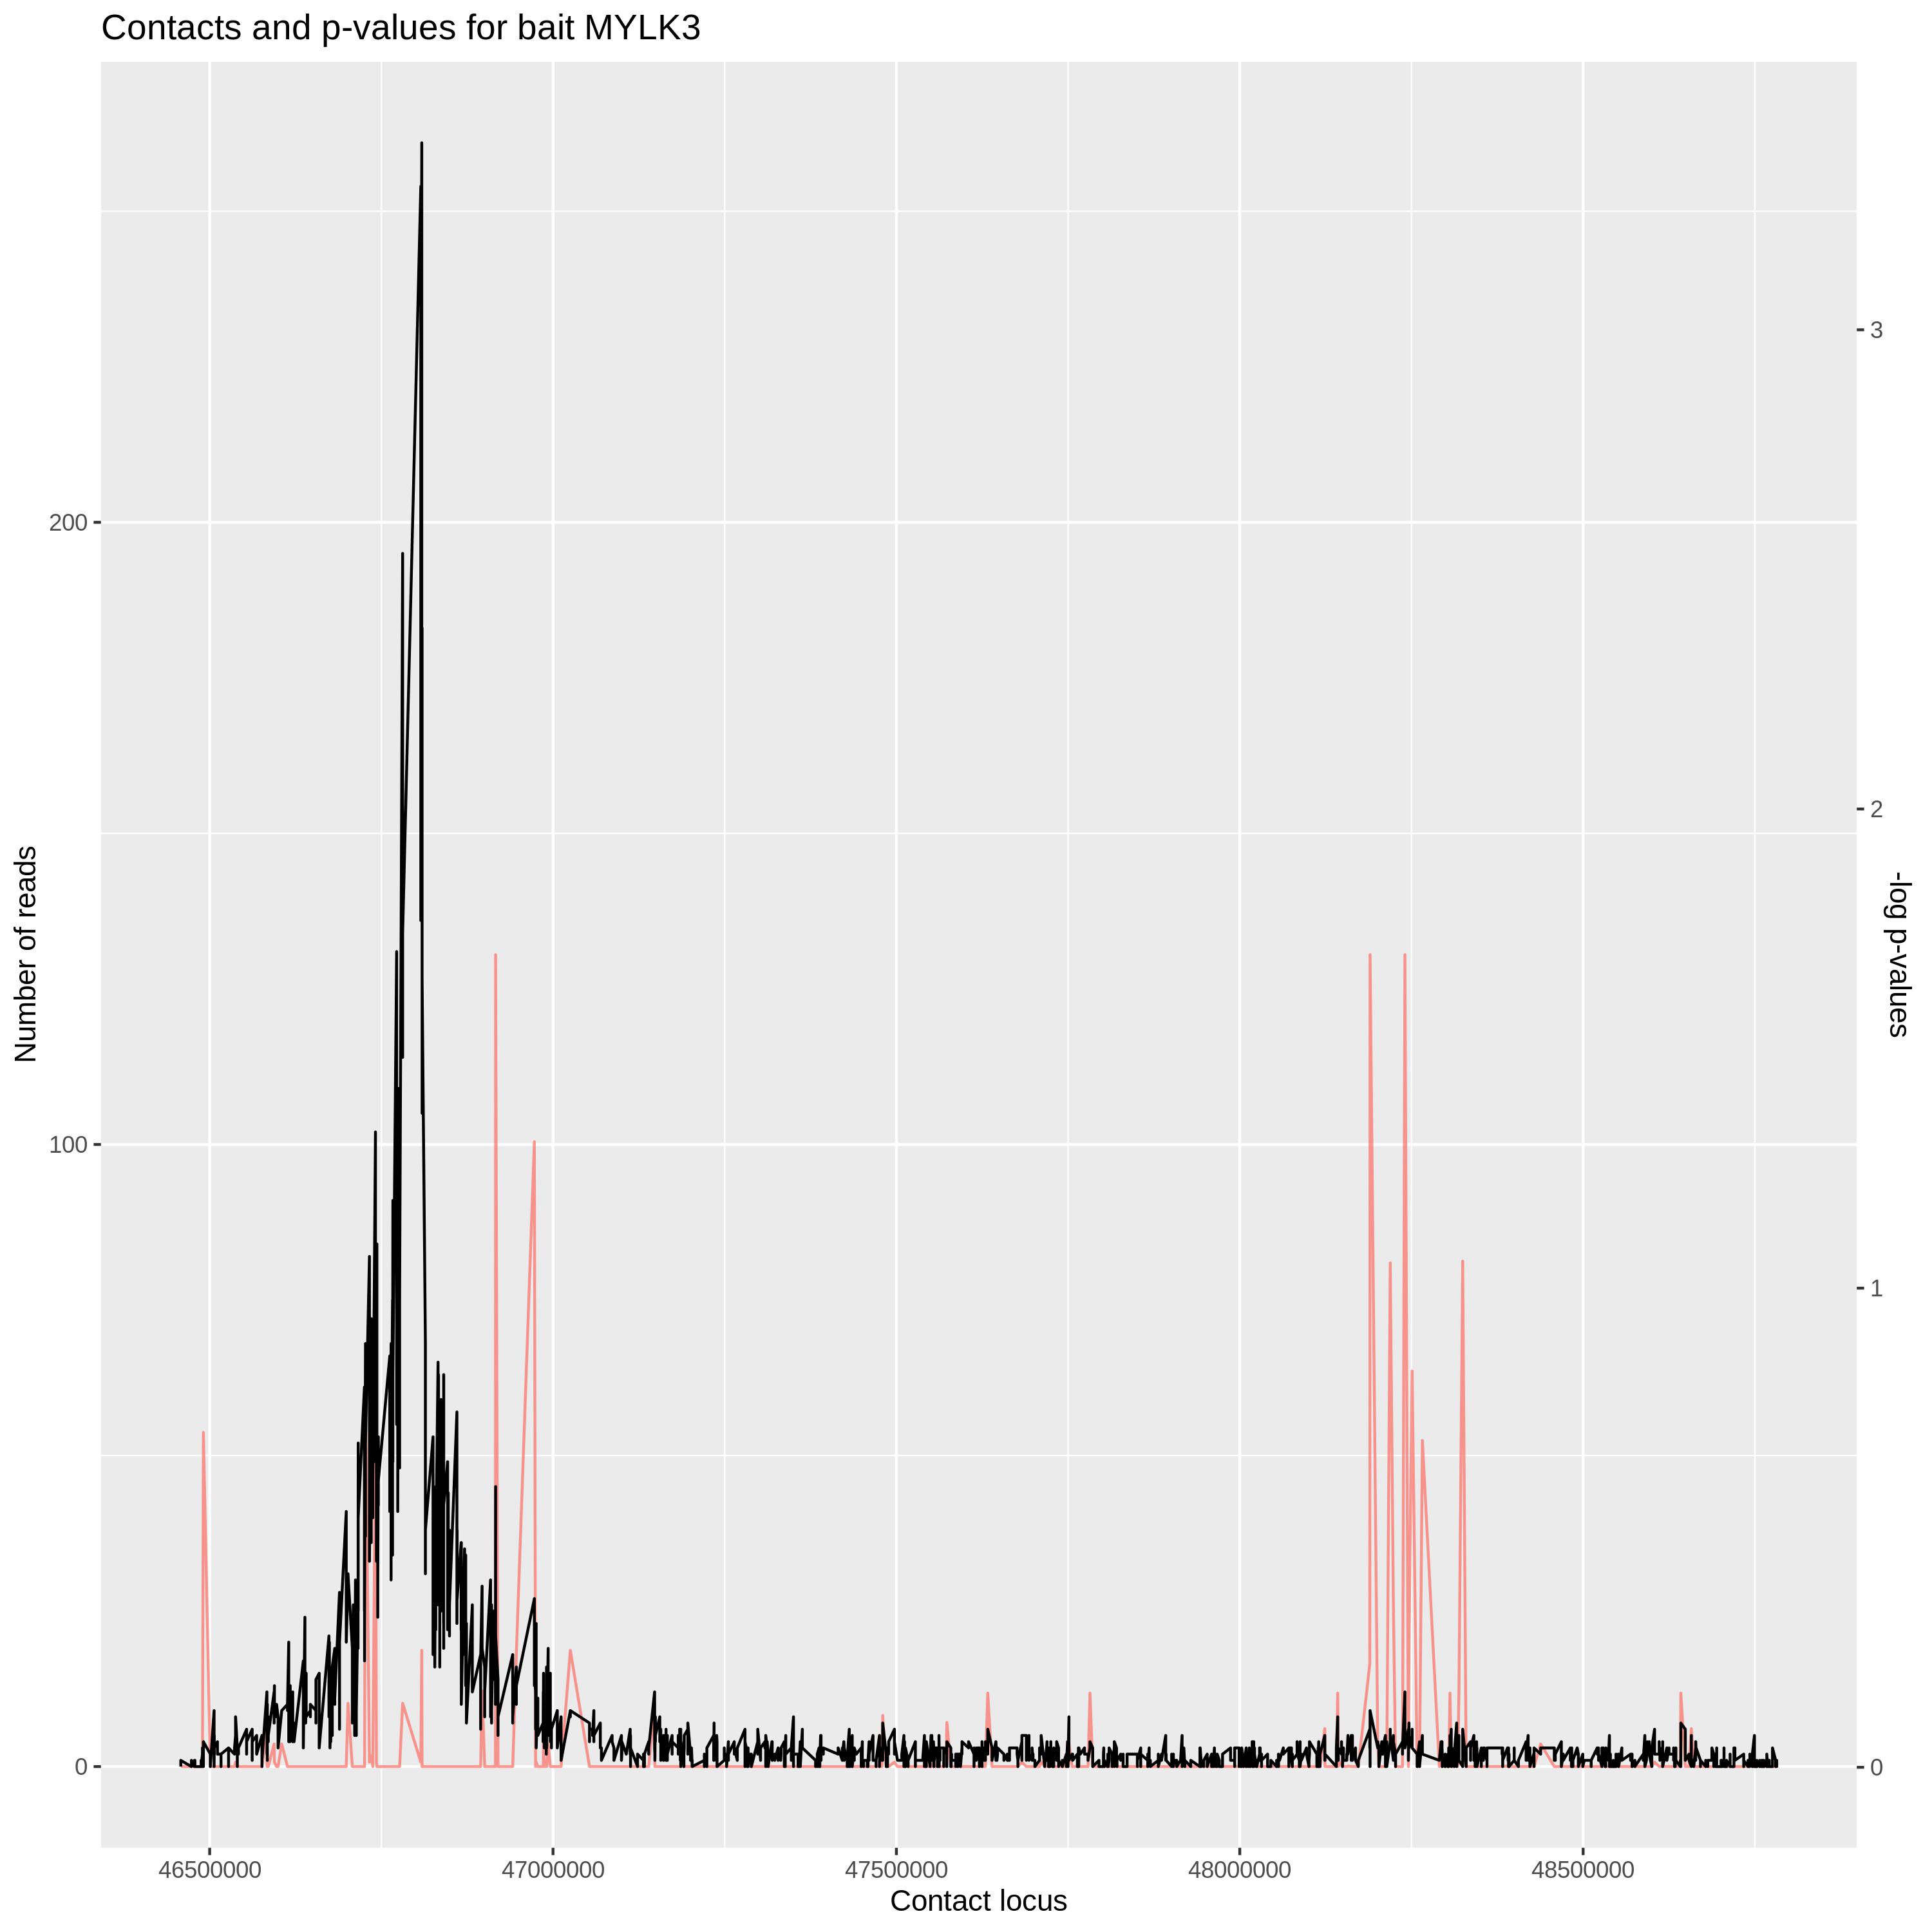 Contacts and p-values for bait MYLK3
Number of reads
200
100
0
3
2
1
0
-log p-values
46500000 47000000 47500000 48000000 48500000
Contact locus